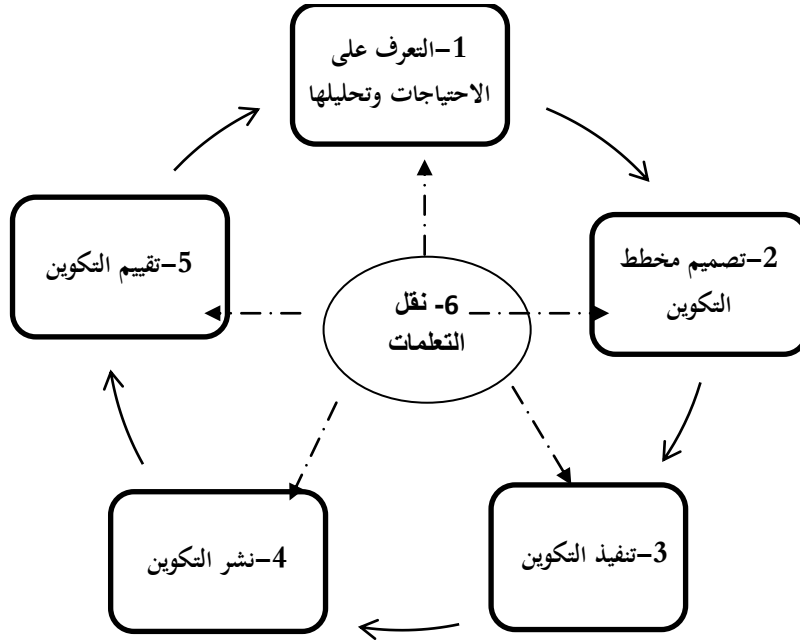 1–التعرف على
الاحتياجات وتحليلها
2–تصميم مخطط
التكوين
3–تنفيذ التكوين
4–نشر التكوين
5–تقييم التكوين
6- نقل
التعلمات